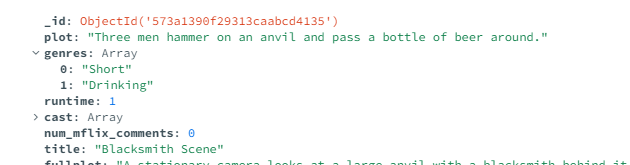 _id: ObjectId('573a1390f29313caabcd4135')
plot: "Three men hammer on an anvil and pass a bottle of beer around."
genres: Array
0: "Short"
1: "Drinking"
runtime: 1
cast: Array
num_mflix_comments: 0
title: "Blacksmith Scene"
fullplot: "A stationary camera looks at a large anvil with a blacksmith behind it